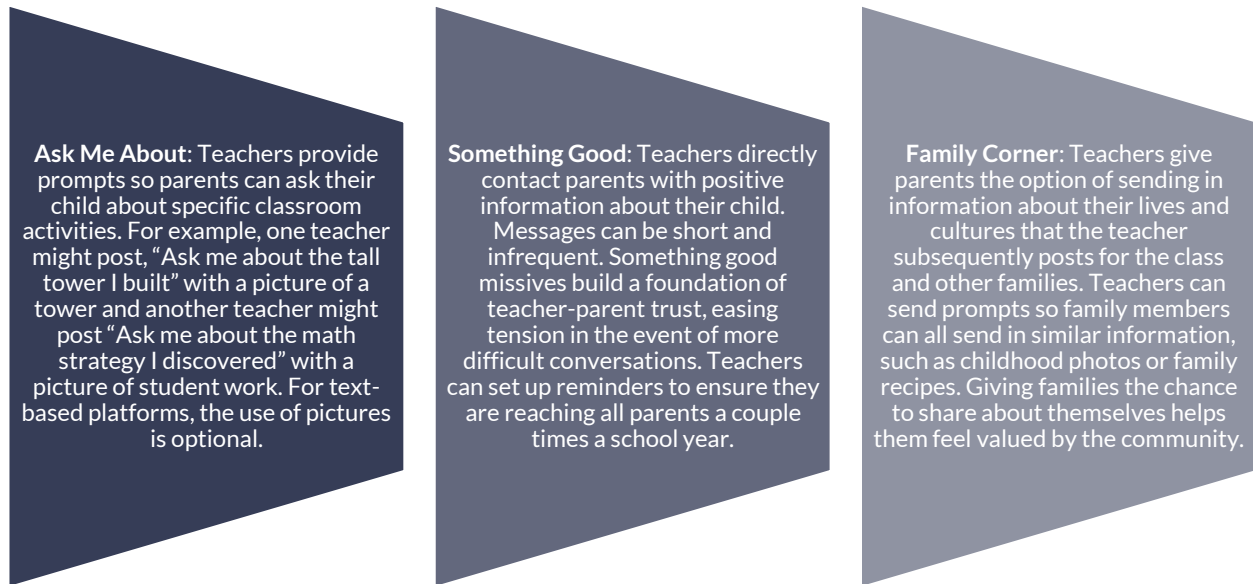 Ask Me About: Teachers provide
prompts so parents can ask their
child about specific classroom
activities. For example, one teacher
might post, “Ask me about the tall
tower I built” with a picture of a
tower and another teacher might
post “Ask me about the math
strategy I discovered” with a
picture of student work. For text-
based platforms, the use of pictures
is optional.
Something Good: Teachers directly
contact parents with positive
information about their child.
Messages can be short and
infrequent. Something good
missives build a foundation of
teacher-parent trust, easing
tension in the event of more
difficult conversations. Teachers
can set up reminders to ensure they
are reaching all parents a couple
times a school year.
Family Corner: Teachers give
parents the option of sending in
information about their lives and
cultures that the teacher
subsequently posts for the class
and other families. Teachers can
send prompts so family members
can all send in similar information,
such as childhood photos or family
recipes. Giving families the chance
to share about themselves helps
them feel valued by the community.